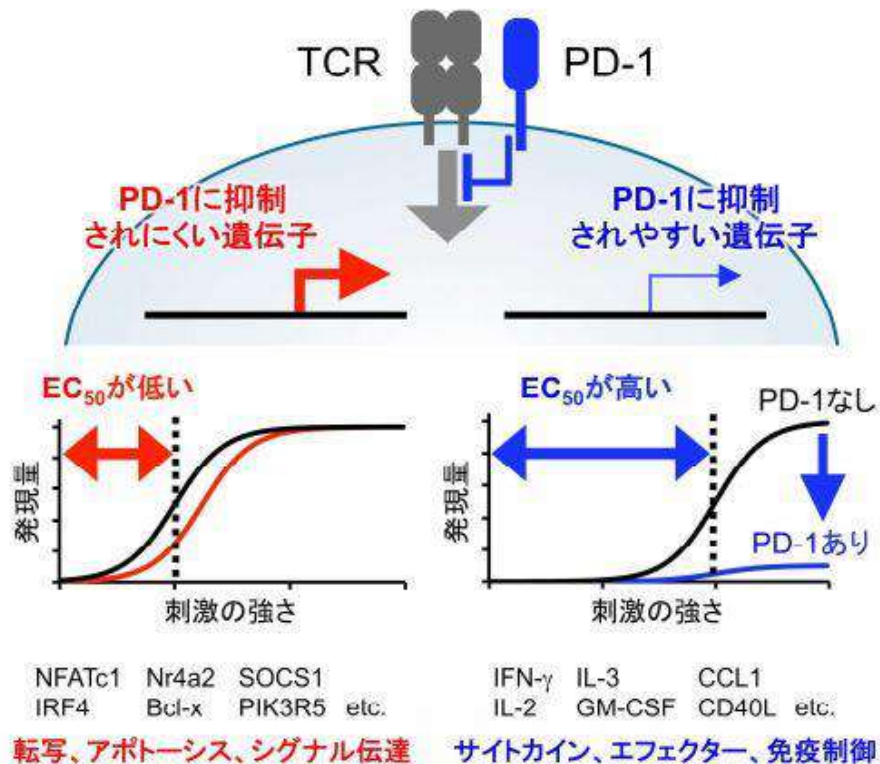 TCR
PD-1
PD-1に抑制
されにくい遺伝子
PD-1に抑制
されやすい遺伝子
EC50が低い
発現量
刺激の強さ
EC50が高い
PD-1なし
PD-1あり
発現量
刺激の強さ
NFATc1 Nr4a2 SOCS1
IRF4 Bcl-x PIK3R5 etc.
転写、アポトーシス、シグナル伝達
IFN-γ IL-3 CCL1
IL-2 GM-CSF CD40L etc.
サイトカイン、エフェクター、免疫制御